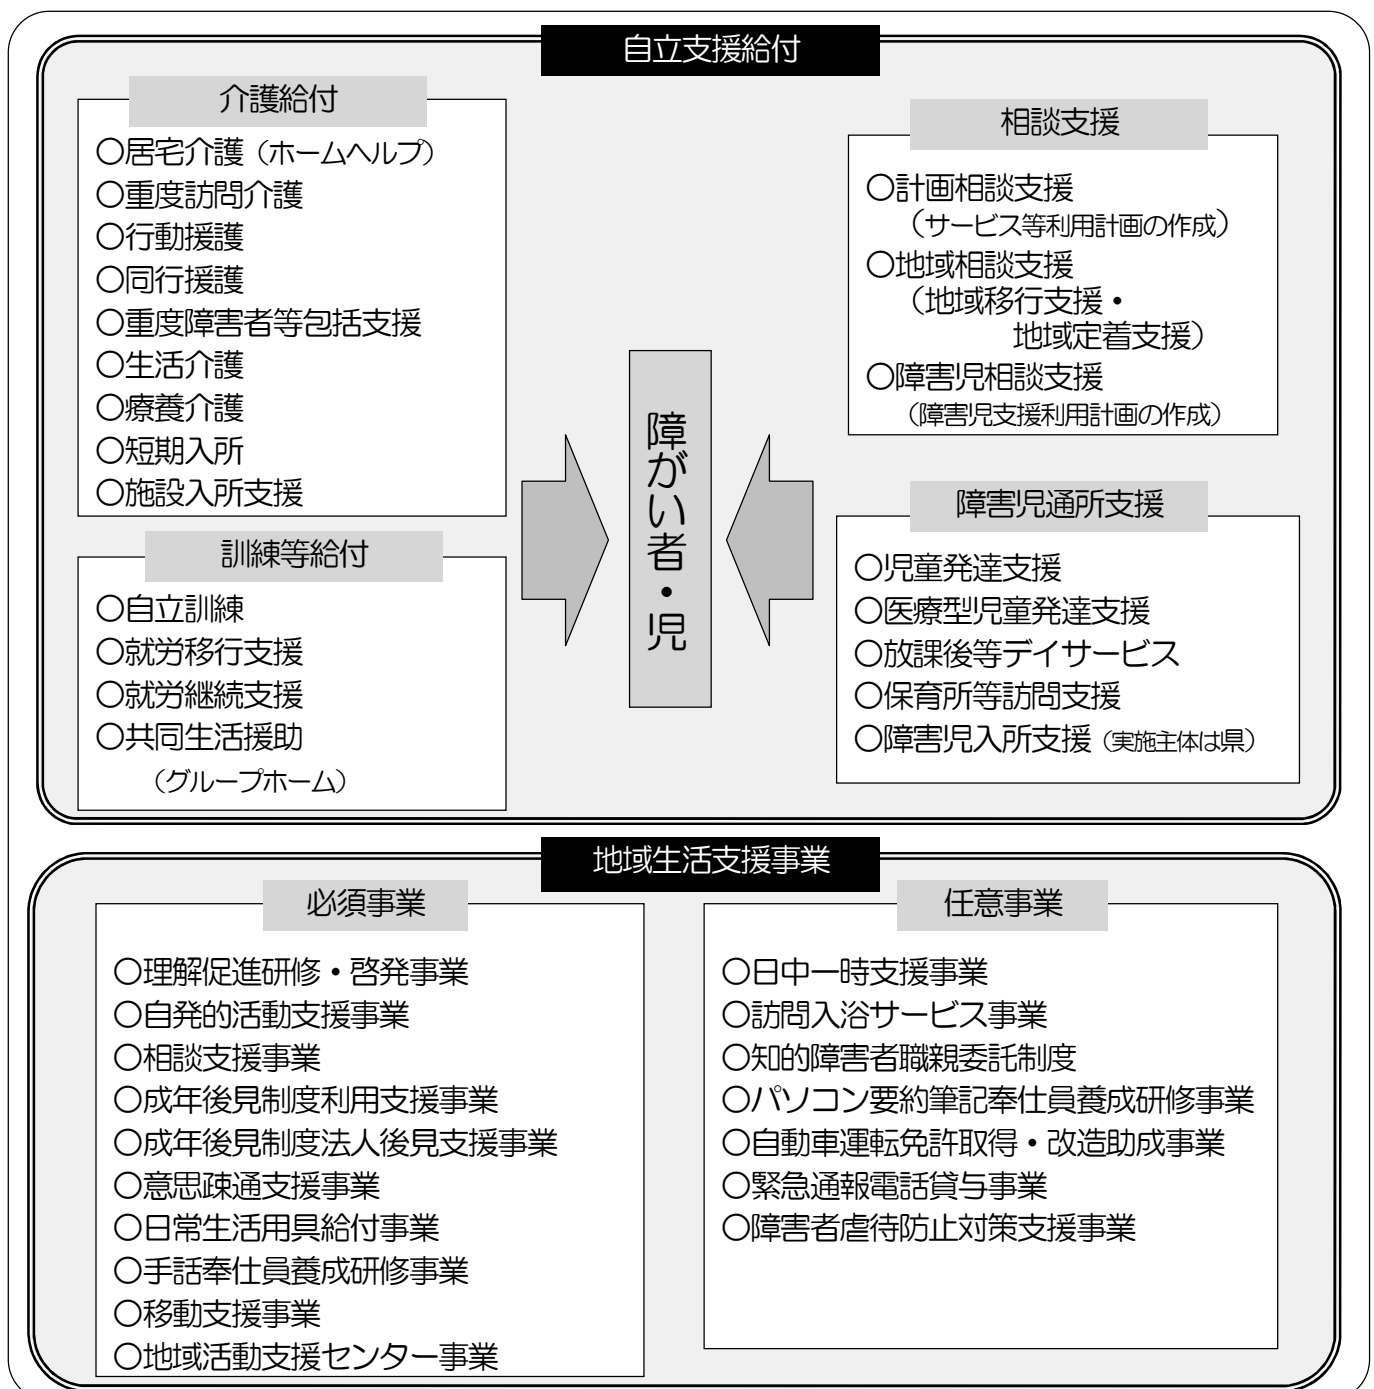 自立支援給付
介護給付
○居宅介護（ホームヘルプ）
○重度訪問介護
○行動援護
○同行援護
○重度障害者等包括支援
○生活介護
○療養介護
○短期入所
○施設入所支援
訓練等給付
○自立訓練
○就労移行支援
○就労継続支援
○共同生活援助
（グループホーム）
障がい者・児
相談支援
○計画相談支援
（サービス等利用計画の作成）
○地域相談支援
（地域移行支援・
地域定着支援）
○障害児相談支援
（障害児支援利用計画の作成）
障害児通所支援
○児童発達支援
○医療型児童発達支援
○放課後等デイサービス
○保育所等訪問支援
○障害児入所支援（実施主体は県）
地域生活支援事業
必須事業
○理解促進研修・啓発事業
○自発的活動支援事業
○相談支援事業
○成年後見制度利用支援事業
○成年後見制度法人後見支援事業
○意思疎通支援事業
○日常生活用具給付事業
○手話奉仕員養成研修事業
○移動支援事業
○地域活動支援センター事業
任意事業
○日中一時支援事業
○訪問入浴サービス事業
○知的障害者職親委託制度
○パソコン要約筆記奉仕員養成研修事業
○自動車運転免許取得・改造助成事業
○緊急通報電話貸与事業
○障害者虐待防止対策支援事業